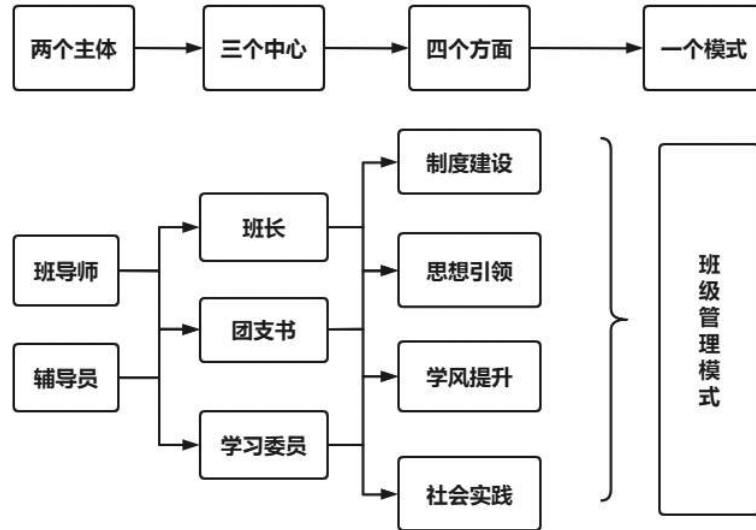 两个主体
三个中心
四个方面
一个模式
班导师
辅导员
班长
团支书
学习委员
制度建设
思想引领
学风提升
社会实践
班级管理模式